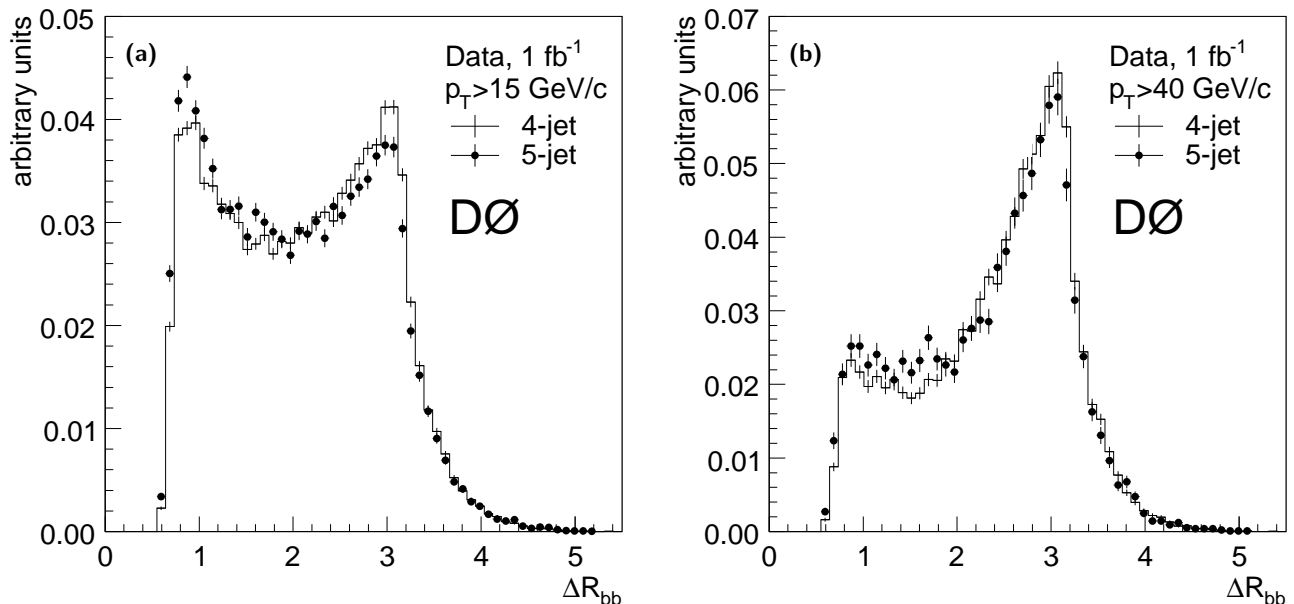 (a)
Data, 1 fb⁻¹
p_T>15 GeV/c
4-jet
5-jet
DØ
arbitrary units
0.05
0.04
0.03
0.02
0.01
0.00
0 1 2 3 4 5
ΔR_bb
(b)
Data, 1 fb⁻¹
p_T>40 GeV/c
4-jet
5-jet
DØ
arbitrary units
0.07
0.06
0.05
0.04
0.03
0.02
0.01
0.00
0 1 2 3 4 5
ΔR_bb